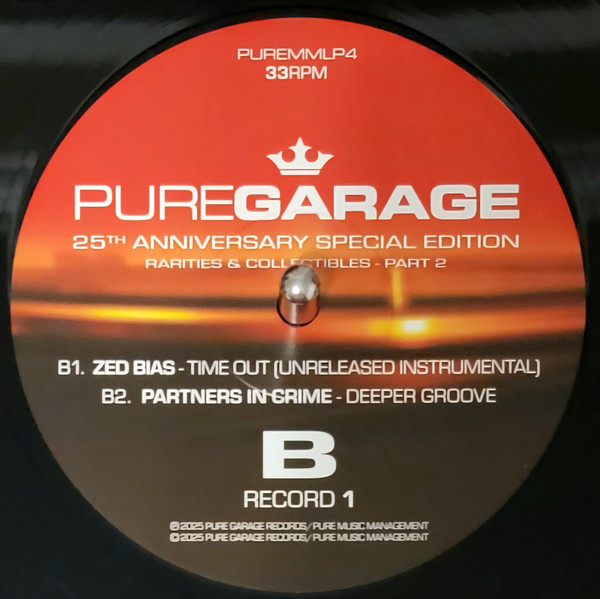 PUREMMLP4
33RPM
PUREGARAGE
25TH ANNIVERSARY SPECIAL EDITION
RARITIES & COLLECTIBLES - PART 2
B1. ZED BIAS - TIME OUT (UNRELEASED INSTRUMENTAL)
B2. PARTNERS IN CRIME - DEEPER GROOVE
B
RECORD 1
℗ 2025 PURE GARAGE RECORDS/PURE MUSIC MANAGEMENT
© 2025 PURE GARAGE RECORDS/PURE MUSIC MANAGEMENT